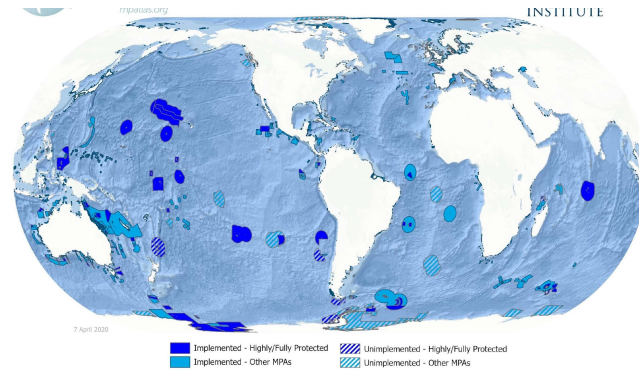 mpatlas.org
INSTITUTE
7 April 2020
Implemented - Highly/Fully Protected
Unimplemented - Highly/Fully Protected
Implemented - Other MPAs
Unimplemented - Other MPAs